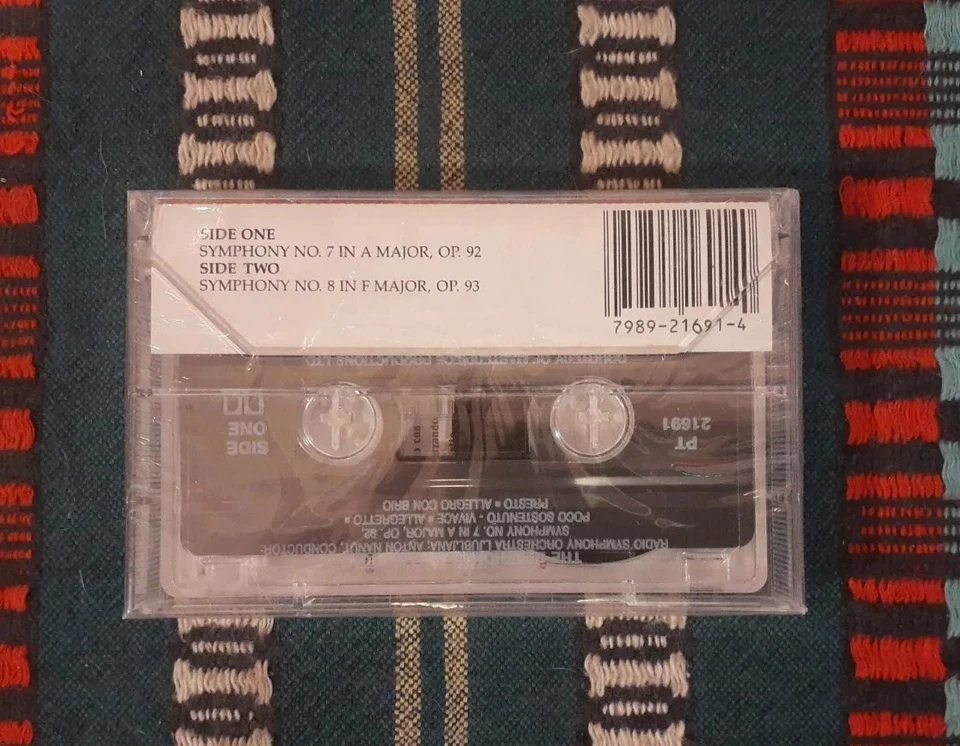 SIDE ONE
SYMPHONY NO. 7 IN A MAJOR, OP. 92
SIDE TWO
SYMPHONY NO. 8 IN F MAJOR, OP. 93
7989-21691-4
THE
RADIO SYMPHONY ORCHESTRA LJUBLJANA; ANTON NANUT, CONDUCTOR:
SYMPHONY NO. 7 IN A MAJOR, OP. 92,
POCO SOSTENUTO - VIVACE ■ ALLEGRETTO ■
PRESTO ■ ALLEGRO CON BRIO
PT
21691
SIDE
ONE